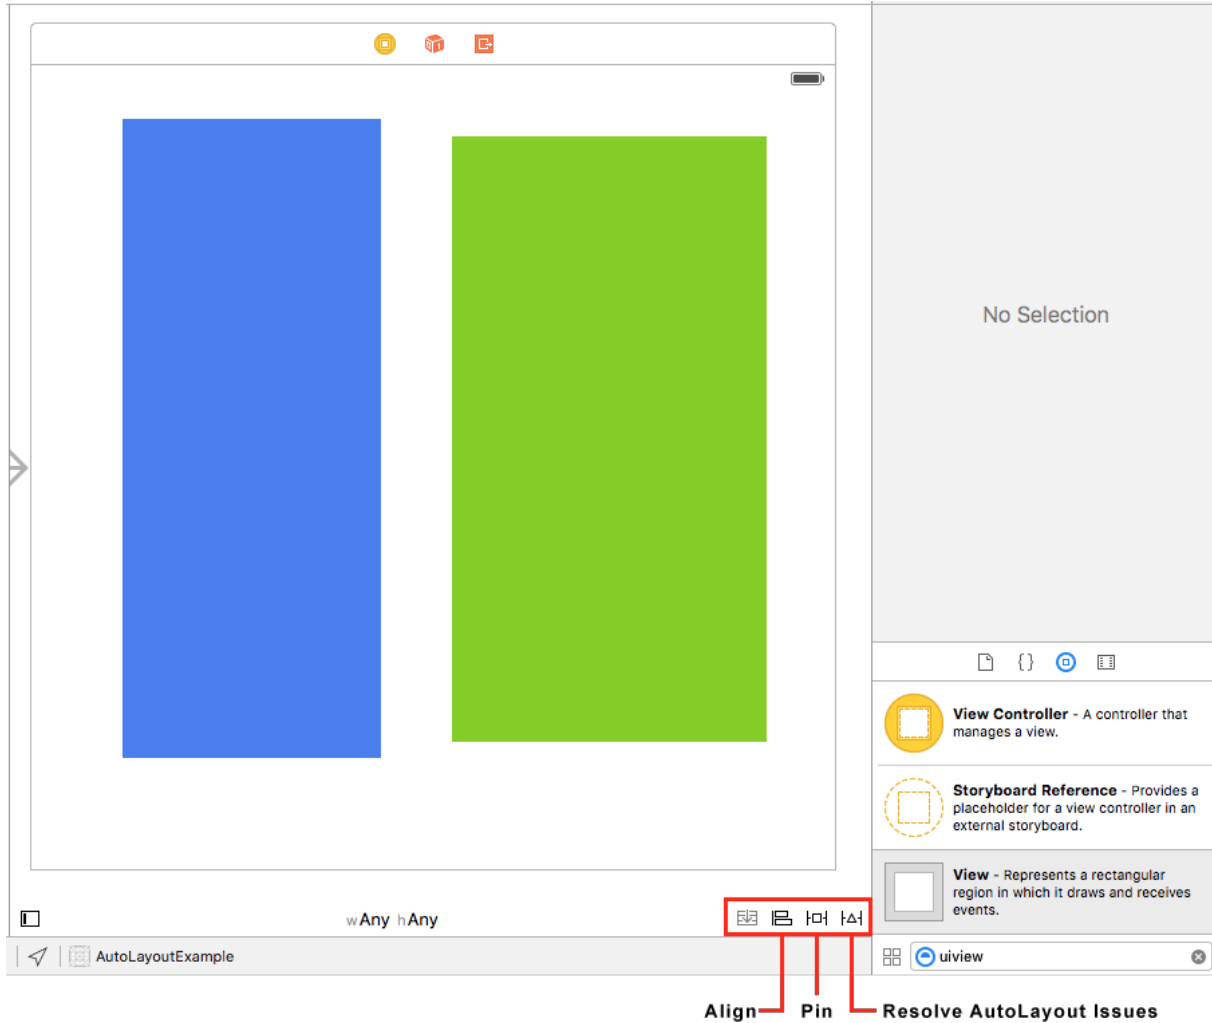 No Selection
View Controller - A controller that
manages a view.
Storyboard Reference - Provides a
placeholder for a view controller in an
external storyboard.
View - Represents a rectangular
region in which it draws and receives
events.
wAny hAny
AutoLayoutExample
uiview
Align
Pin
Resolve AutoLayout Issues